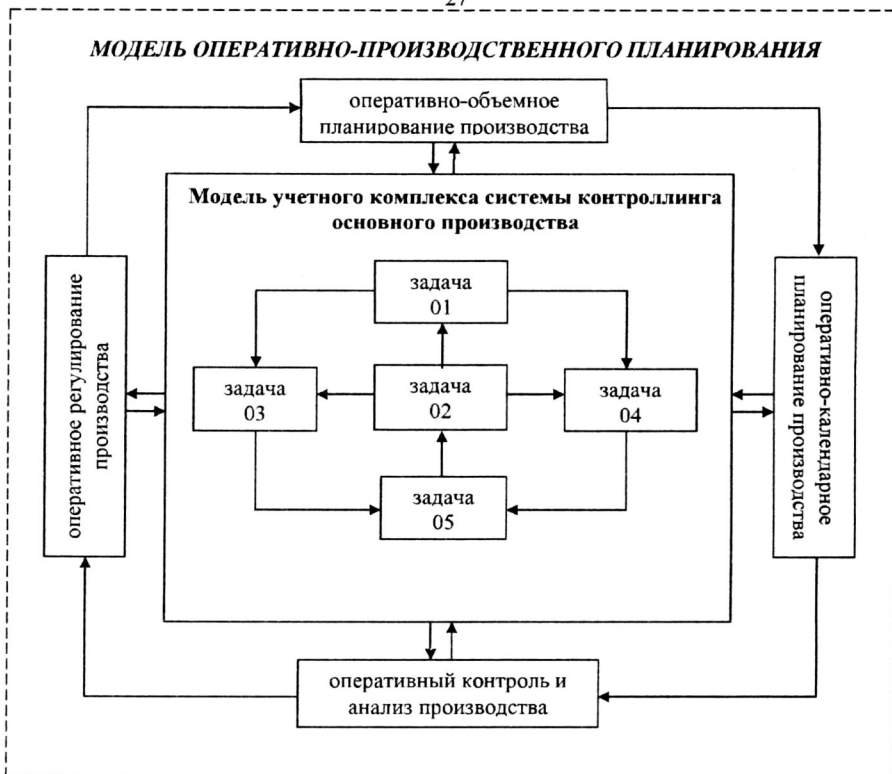 27
МОДЕЛЬ ОПЕРАТИВНО-ПРОИЗВОДСТВЕННОГО ПЛАНИРОВАНИЯ
оперативно-объемное
планирование производства
Модель учетного комплекса системы контроллинга
основного производства
задача
01
задача
03
задача
02
задача
04
задача
05
оперативное регулирование
производства
оперативно-календарное
планирование производства
оперативный контроль и
анализ производства